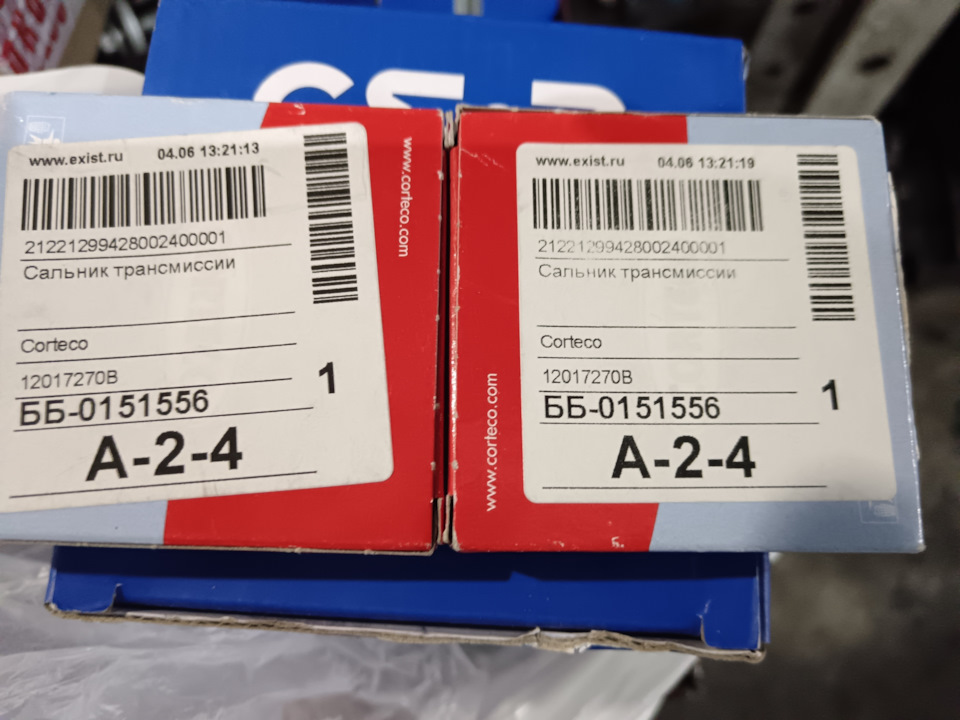 www.exist.ru 04.06 13:21:13
21221299428002400001
Сальник трансмиссии
Corteco
12017270B
1
ББ-0151556
А-2-4
www.corteco.com
www.exist.ru 04.06 13:21:19
21221299428002400001
Сальник трансмиссии
Corteco
12017270B
1
ББ-0151556
А-2-4
www.corteco.com
5.